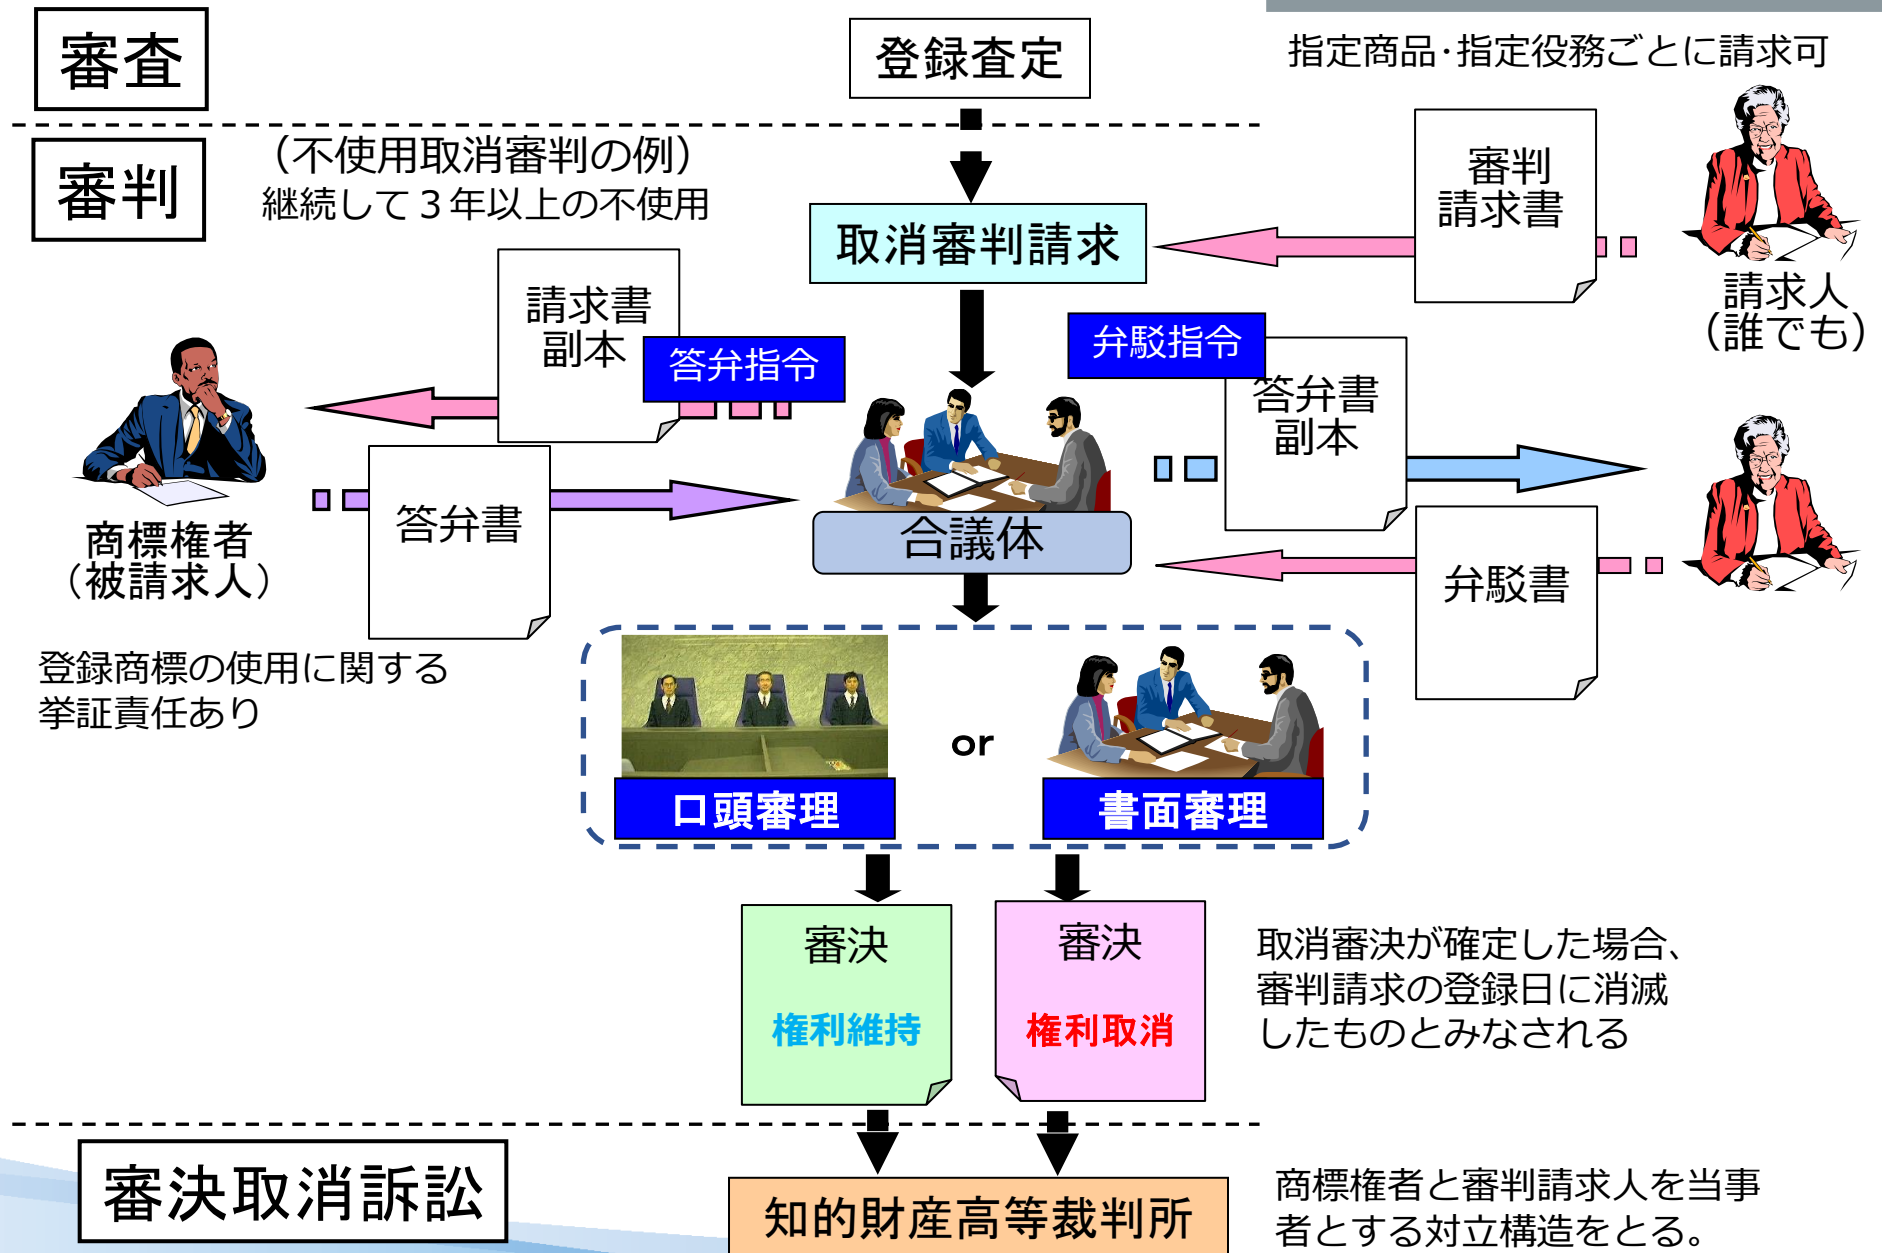 審査
登録査定
指定商品･指定役務ごとに請求可
審判
（不使用取消審判の例）
継続して３年以上の不使用
取消審判請求
審判
請求書
請求人
（誰でも）
請求書
副本
答弁指令
弁駁指令
答弁書
副本
商標権者
（被請求人）
答弁書
合議体
弁駁書
登録商標の使用に関する
挙証責任あり
or
口頭審理
書面審理
審決
権利維持
審決
権利取消
取消審決が確定した場合、
審判請求の登録日に消滅
したものとみなされる
審決取消訴訟
知的財産高等裁判所
商標権者と審判請求人を当事
者とする対立構造をとる。